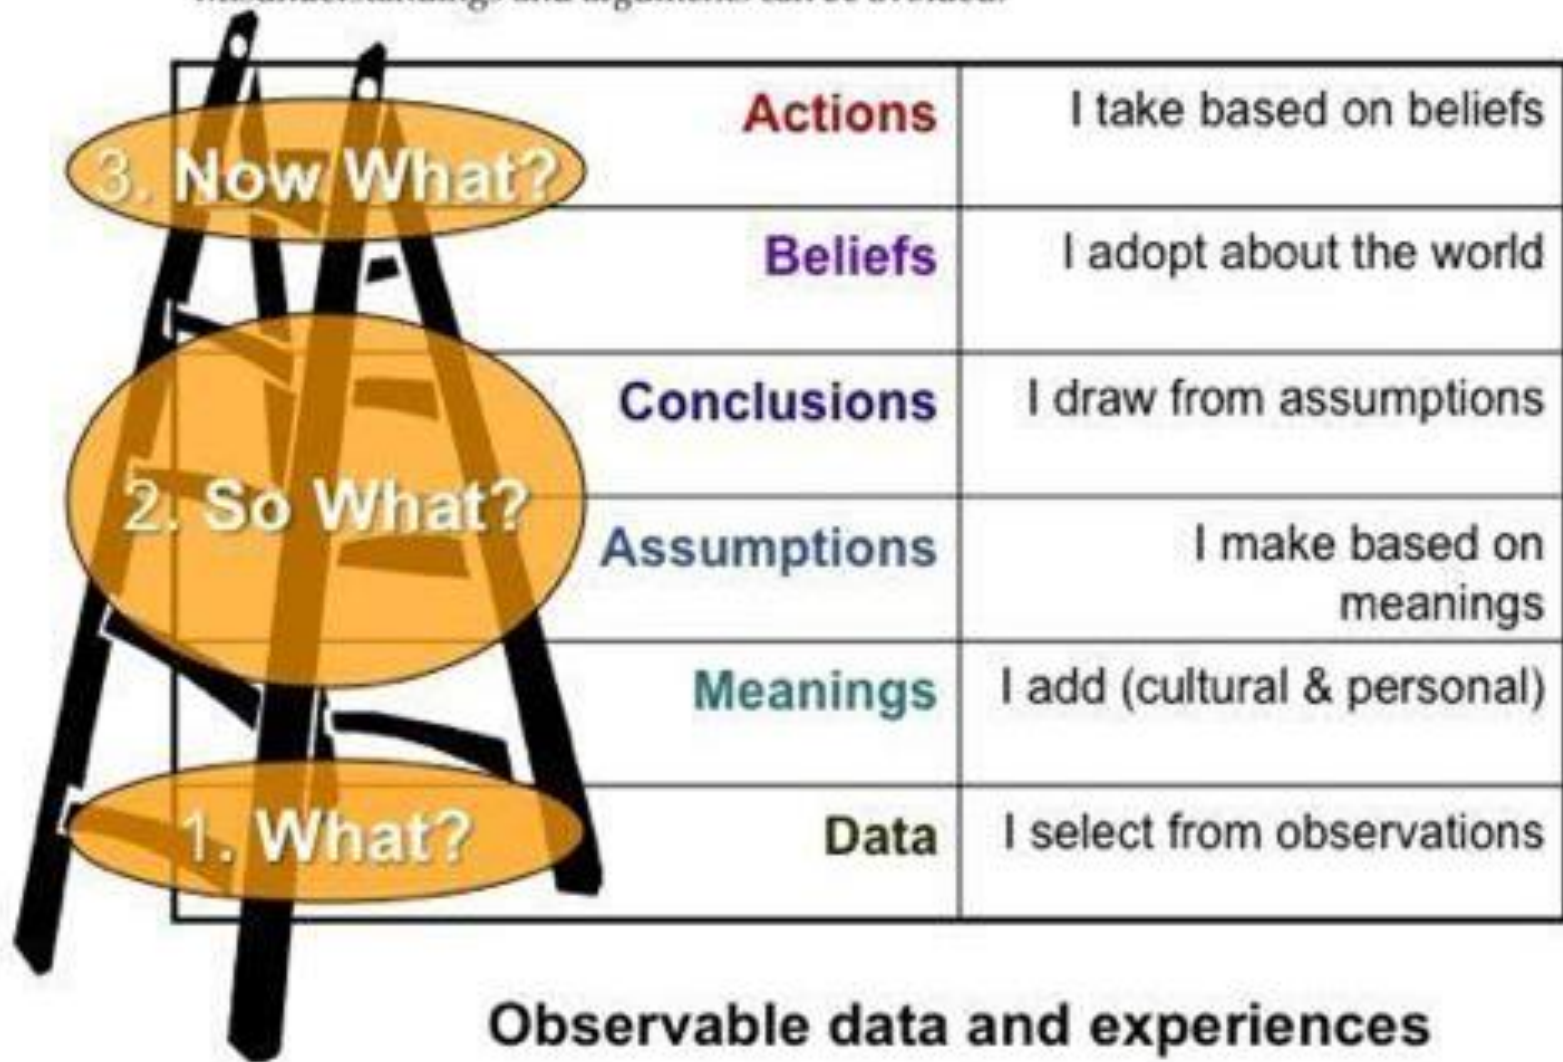 Actions I take based on beliefs
3. Now What?
Beliefs I adopt about the world
Conclusions I draw from assumptions
2. So What?
Assumptions I make based on
meanings
Meanings I add (cultural & personal)
1. What?
Data I select from observations
Observable data and experiences